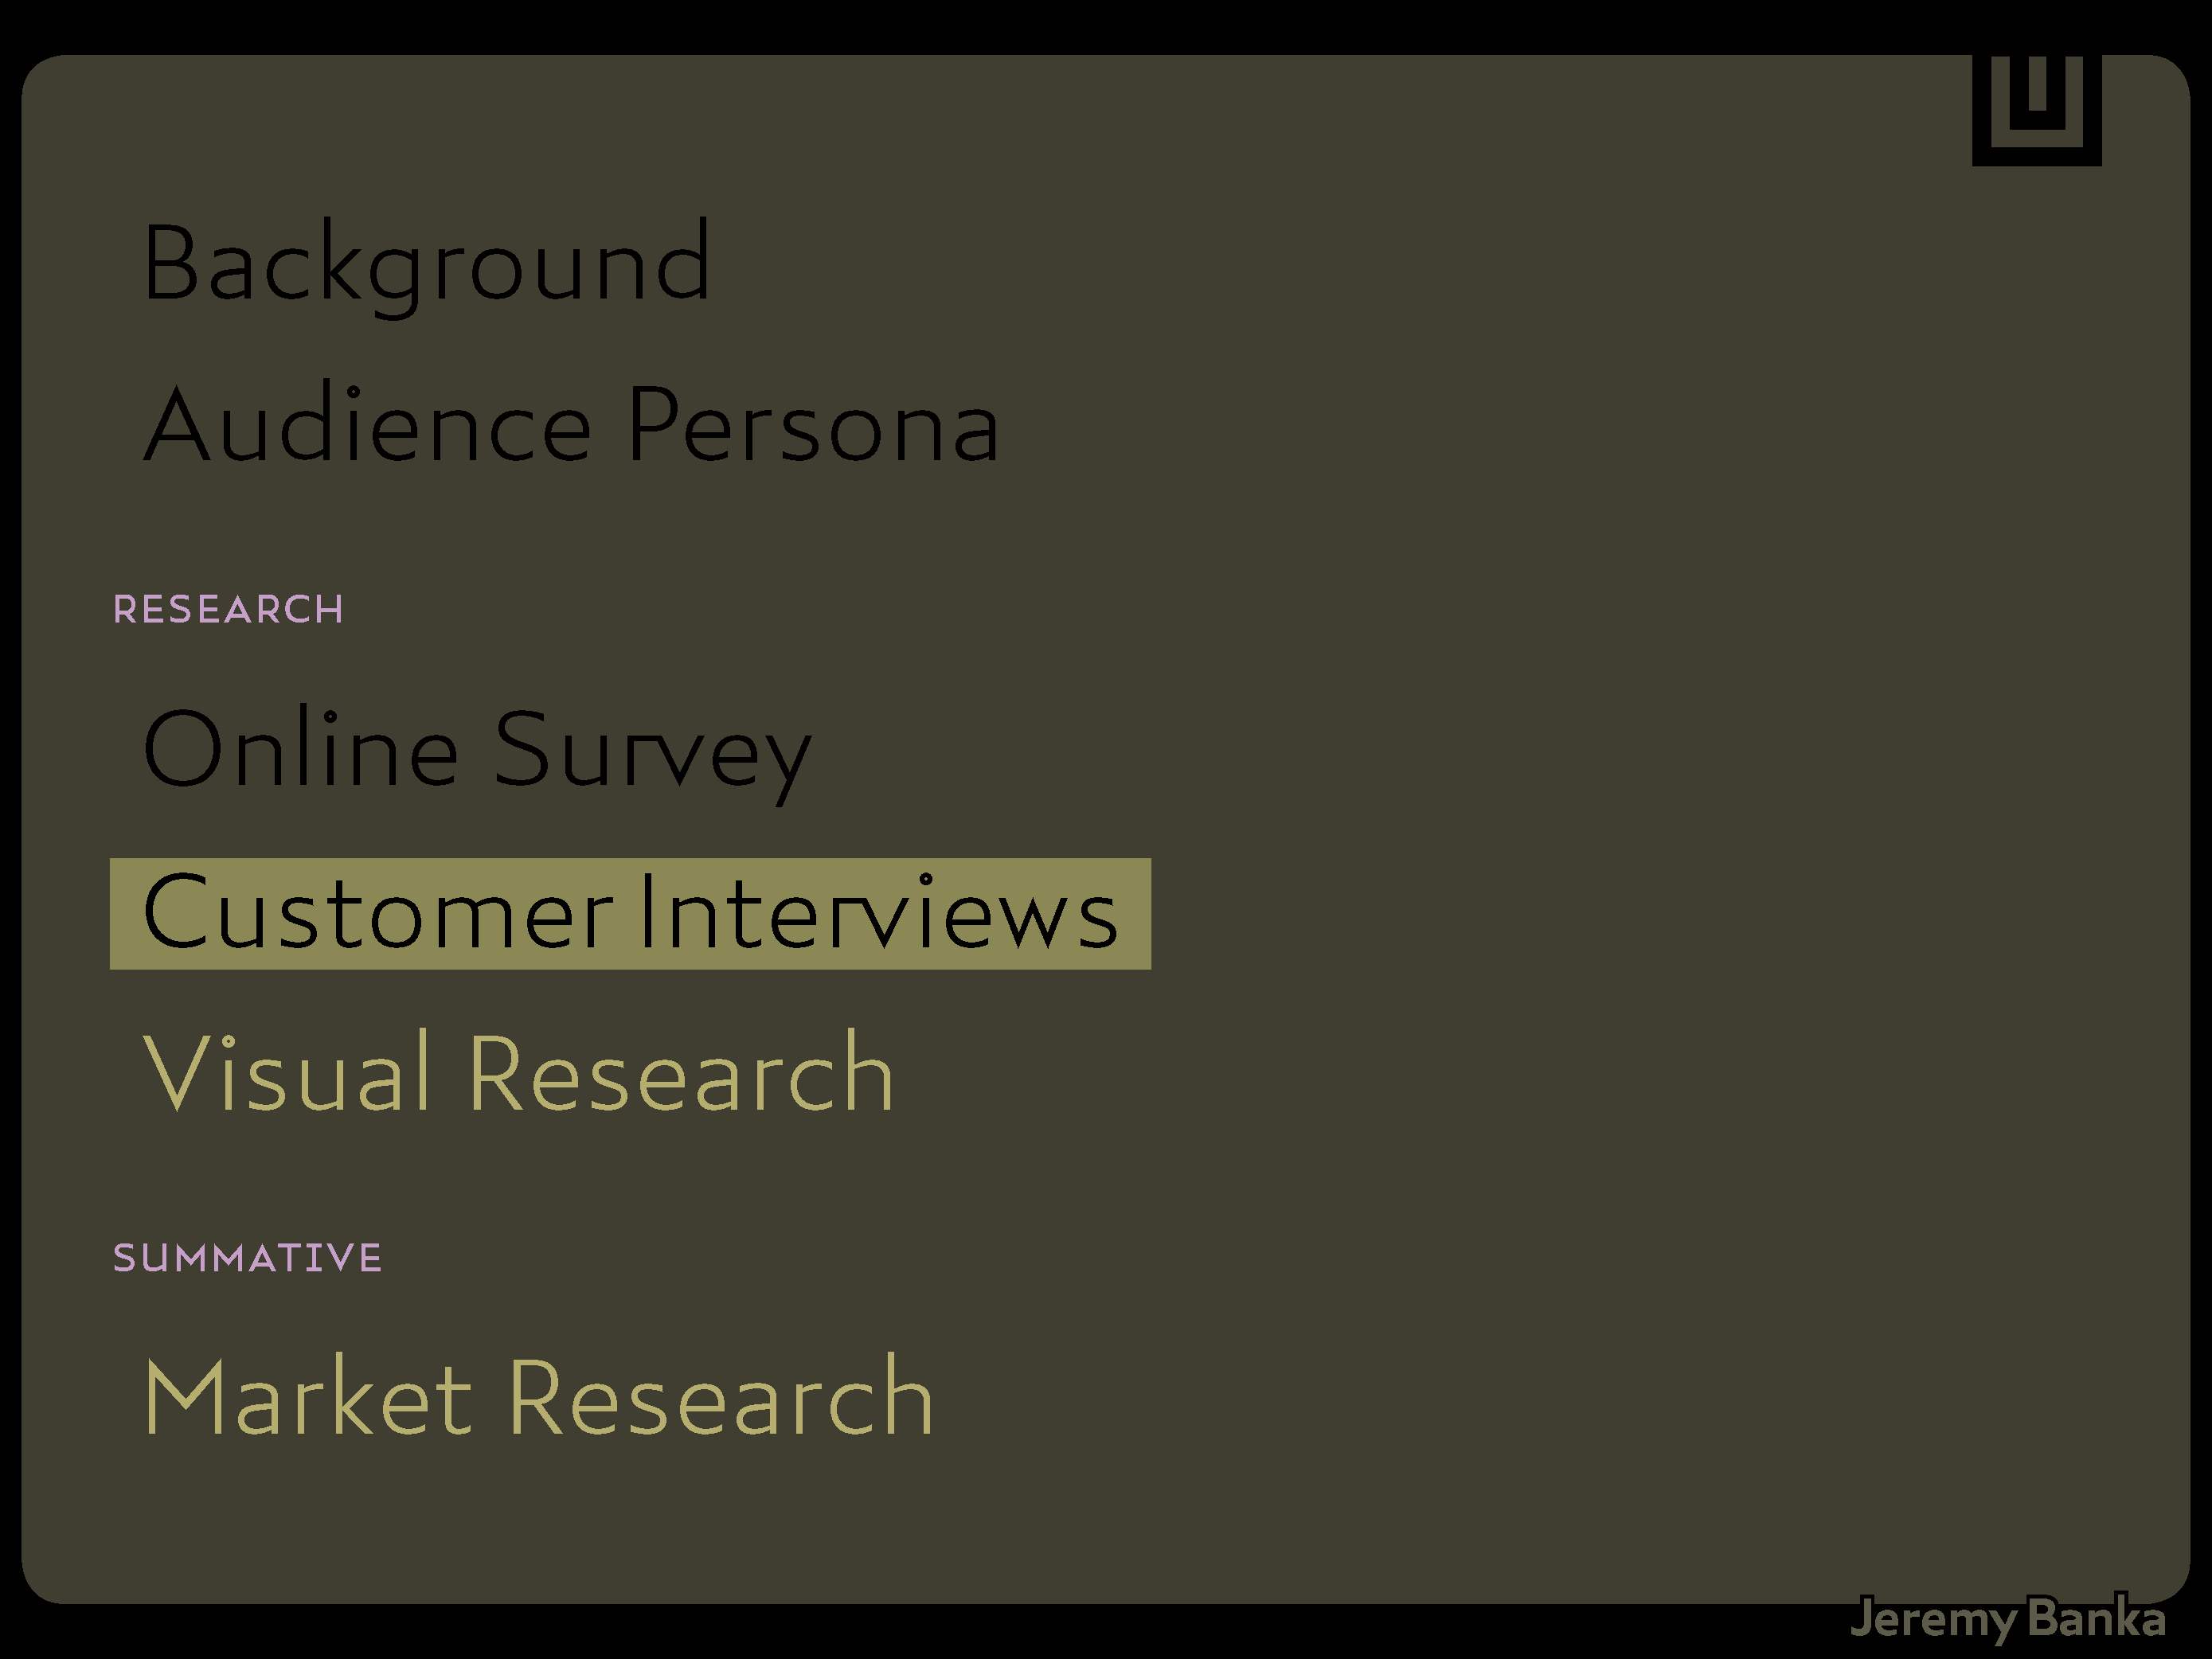 Background
Audience Persona
RESEARCH
Online Survey
Customer Interviews
Visual Research
SUMMATIVE
Market Research
Jeremy Banka